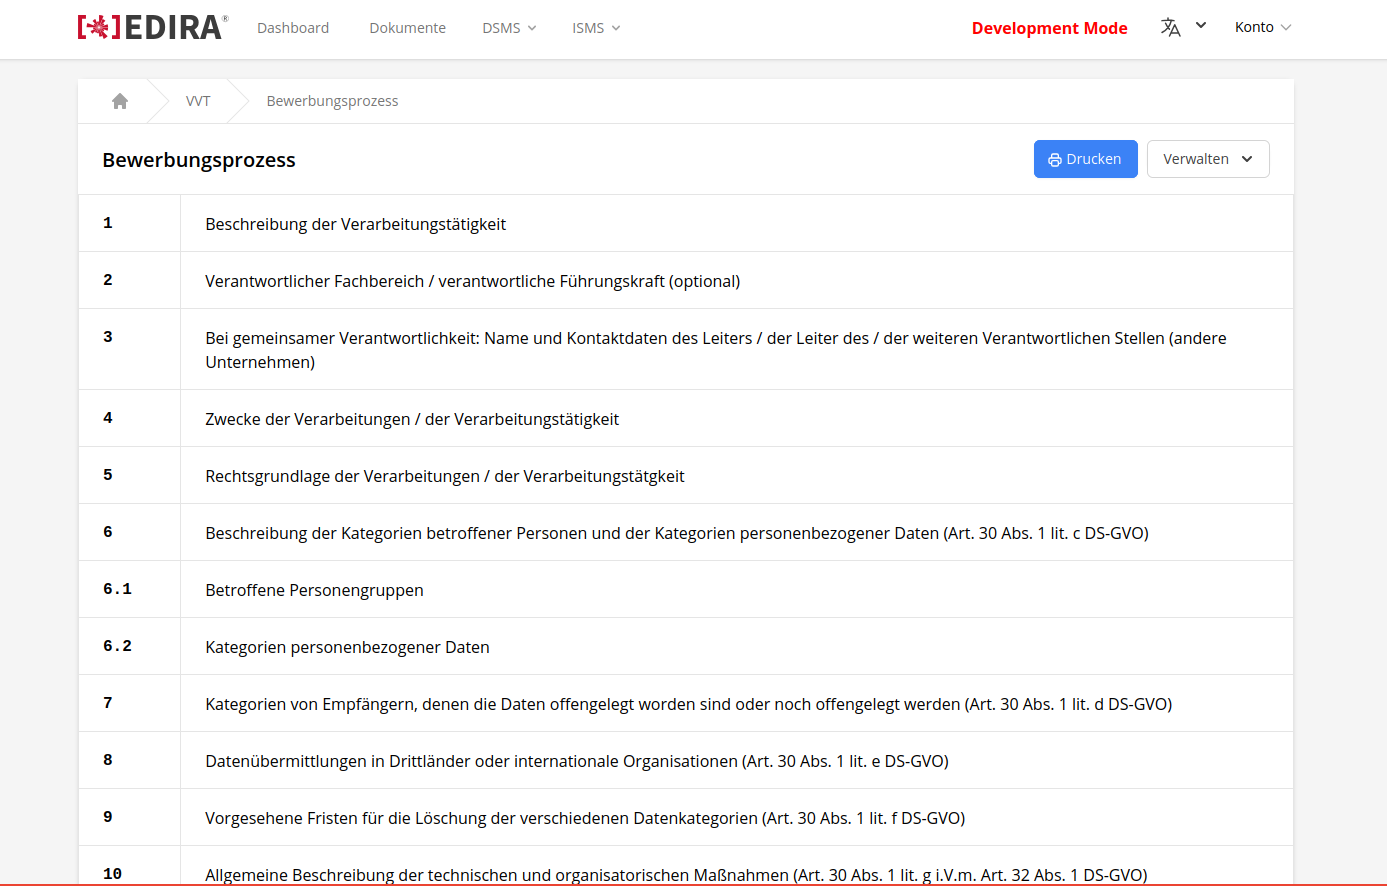 [*]EDIRA®
Dashboard
Dokumente
DSMS
ISMS
Development Mode
Konto
VVT
Bewerbungsprozess
Bewerbungsprozess
Drucken
Verwalten
1 Beschreibung der Verarbeitungstätigkeit
2 Verantwortlicher Fachbereich / verantwortliche Führungskraft (optional)
3 Bei gemeinsamer Verantwortlichkeit: Name und Kontaktdaten des Leiters / der Leiter des / der weiteren Verantwortlichen Stellen (andere
Unternehmen)
4 Zwecke der Verarbeitungen / der Verarbeitungstätigkeit
5 Rechtsgrundlage der Verarbeitungen / der Verarbeitungstätgkeit
6 Beschreibung der Kategorien betroffener Personen und der Kategorien personenbezogener Daten (Art. 30 Abs. 1 lit. c DS-GVO)
6.1 Betroffene Personengruppen
6.2 Kategorien personenbezogener Daten
7 Kategorien von Empfängern, denen die Daten offengelegt worden sind oder noch offengelegt werden (Art. 30 Abs. 1 lit. d DS-GVO)
8 Datenübermittlungen in Drittländer oder internationale Organisationen (Art. 30 Abs. 1 lit. e DS-GVO)
9 Vorgesehene Fristen für die Löschung der verschiedenen Datenkategorien (Art. 30 Abs. 1 lit. f DS-GVO)
10 Allgemeine Beschreibung der technischen und organisatorischen Maßnahmen (Art. 30 Abs. 1 lit. g i.V.m. Art. 32 Abs. 1 DS-GVO)